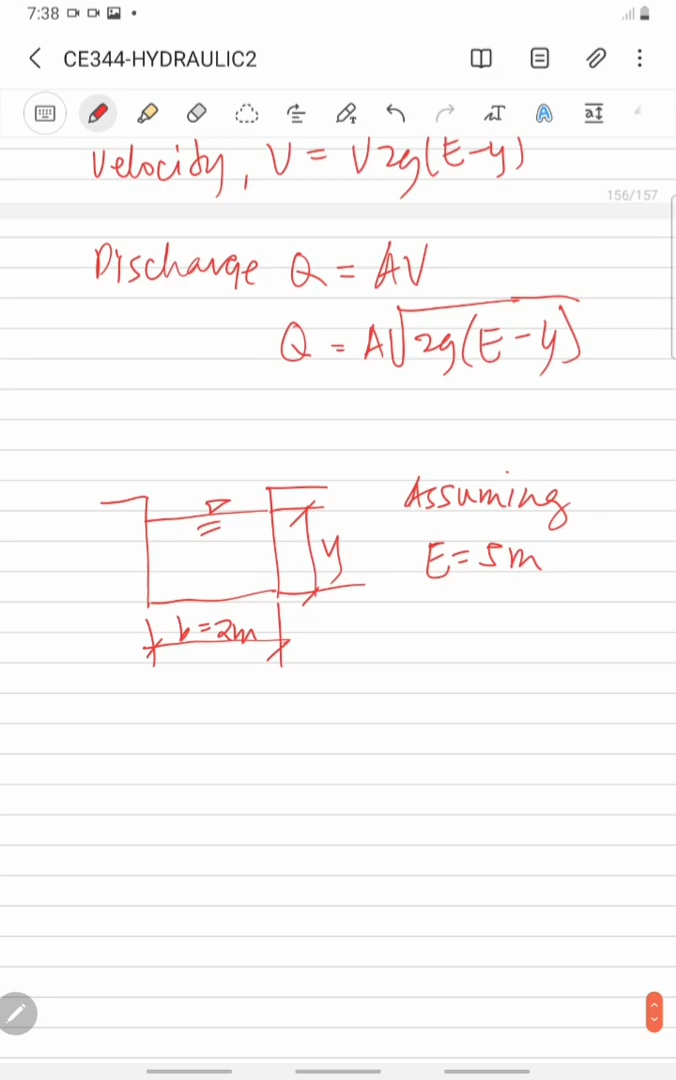 7:38
CE344-HYDRAULIC2
Velocity, V = √2g(E-y)
156/157
Discharge Q = AV
Q = A√2g(E-y)
Assuming
E = 5m
y
b=2m